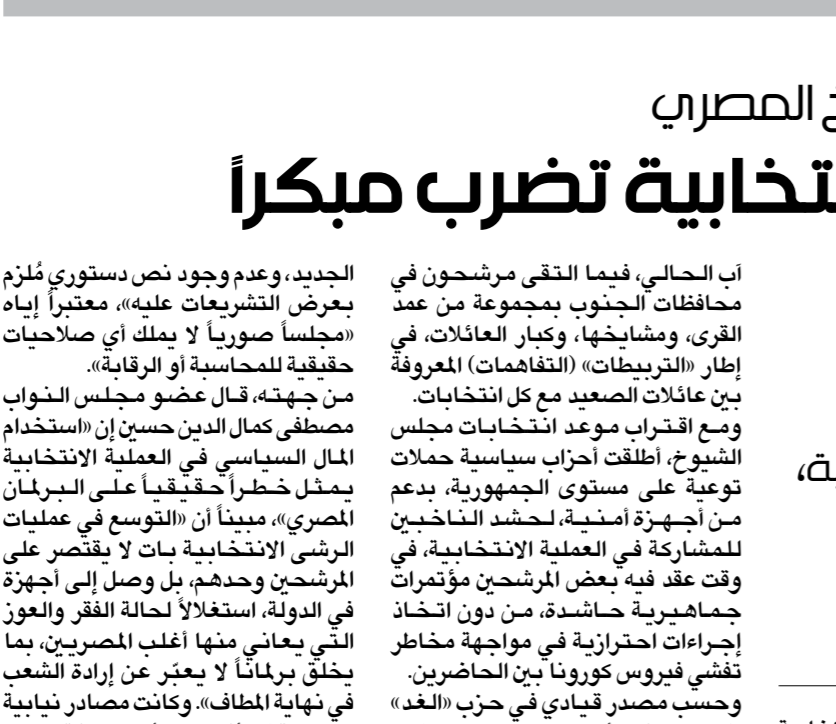 المصري
تضرب مبكراً
آب الحالي، فيما التقى مرشحون في
محافظات الجنوب بمجموعة من عمد
القرى، ومشايخها، وكبار العائلات، في
إطار «التربيطات» (التفاهمات) المعروفة
بين عائلات الصعيد مع كل انتخابات.
ومع اقتراب موعد انتخابات مجلس
الشيوخ، أطلقت أحزاب سياسية حملات
توعية على مستوى الجمهورية، بدعم
من أجهزة أمنية، لحشد الناخبين
للمشاركة في العملية الانتخابية، في
وقت عقد فيه بعض المرشحين مؤتمرات
جماهيرية حاشدة، من دون اتخاذ
إجراءات احترازية في مواجهة مخاطر
تفشي فيروس كورونا بين الحاضرين.
وحسب مصدر قيادي في حزب «الغد»
الجديد، وعدم وجود نص دستوري مُلزم
بعرض التشريعات عليه»، معتبراً إياه
«مجلساً صورياً لا يملك أي صلاحيات
حقيقية للمحاسبة أو الرقابة».
من جهته، قال عضو مجلس النواب
مصطفى كمال الدين حسين إن «استخدام
المال السياسي في العملية الانتخابية
يمثل خطراً حقيقياً على البرلمان
المصري»، مبيناً أن «التوسع في عمليات
الرشى الانتخابية بات لا يقتصر على
المرشحين وحدهم، بل وصل إلى أجهزة
في الدولة، استغلالاً لحالة الفقر والعوز
التي يعاني منها أغلب المصريين، بما
يخلق برلماناً لا يعبّر عن إرادة الشعب
في نهاية المطاف». وكانت مصادر نيابية